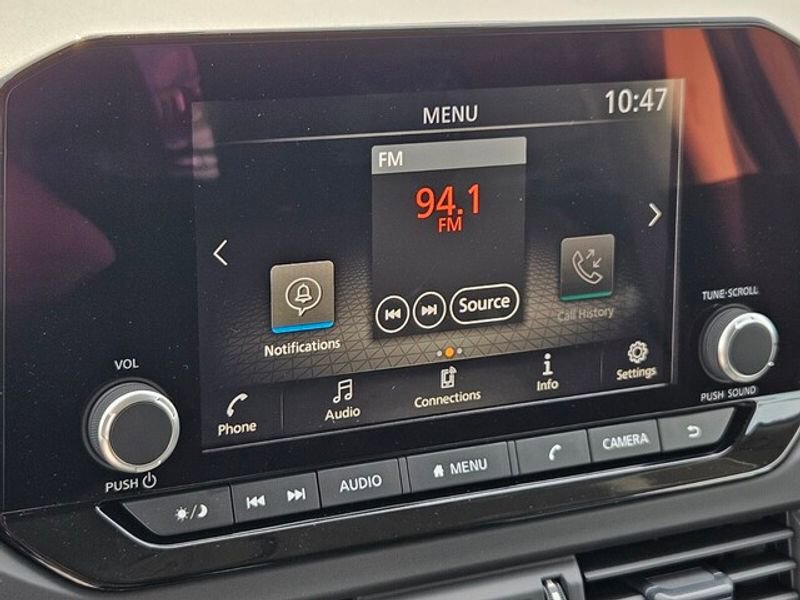 MENU
10:47
FM
94.1
FM
Source
Notifications
Call History
Phone
Audio
Connections
Info
Settings
VOL
PUSH
TUNE·SCROLL
PUSH SOUND
AUDIO
MENU
CAMERA